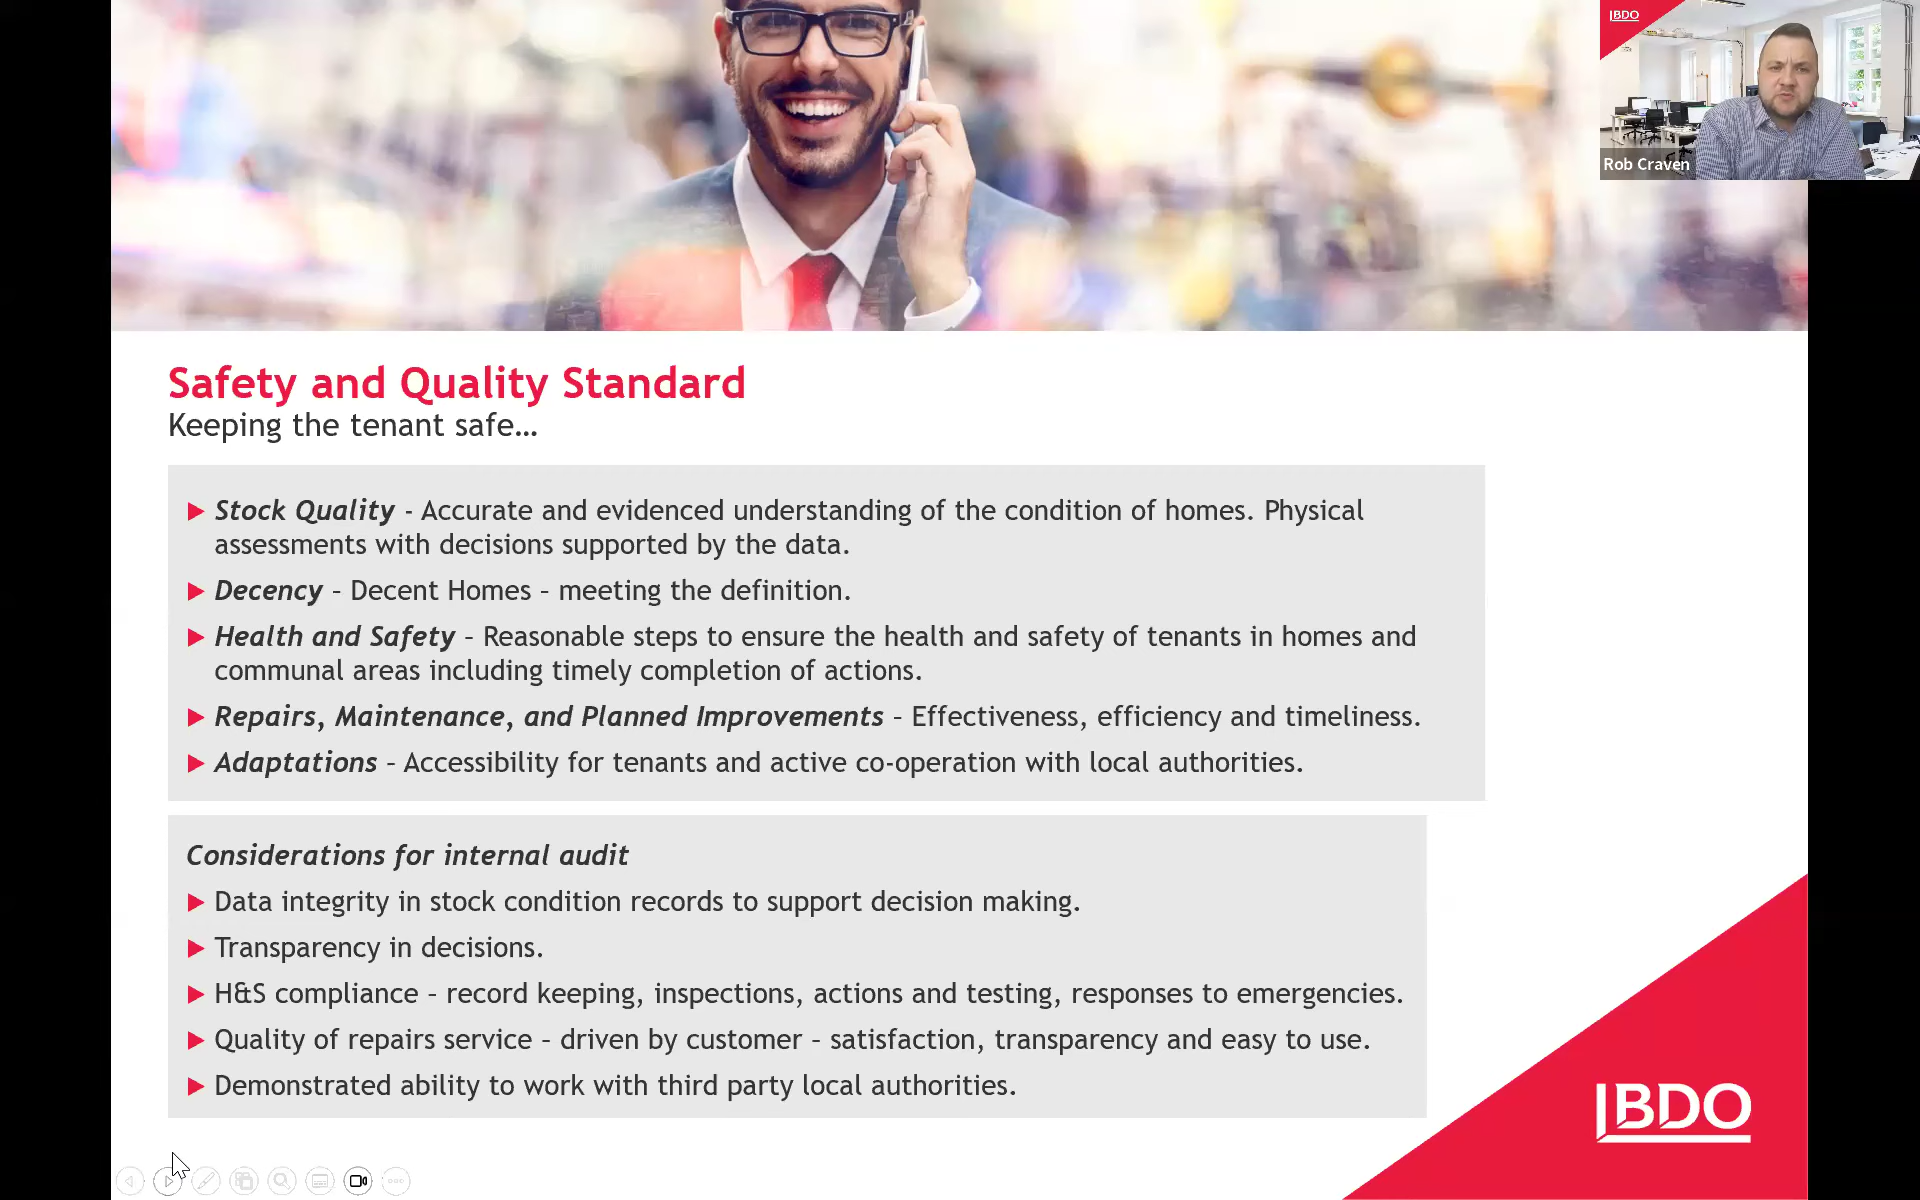 BDO
Rob Craven
Safety and Quality Standard
Keeping the tenant safe…
Stock Quality - Accurate and evidenced understanding of the condition of homes. Physical
assessments with decisions supported by the data.
Decency – Decent Homes – meeting the definition.
Health and Safety – Reasonable steps to ensure the health and safety of tenants in homes and
communal areas including timely completion of actions.
Repairs, Maintenance, and Planned Improvements – Effectiveness, efficiency and timeliness.
Adaptations – Accessibility for tenants and active co-operation with local authorities.
Considerations for internal audit
Data integrity in stock condition records to support decision making.
Transparency in decisions.
H&S compliance – record keeping, inspections, actions and testing, responses to emergencies.
Quality of repairs service – driven by customer – satisfaction, transparency and easy to use.
Demonstrated ability to work with third party local authorities.
BDO